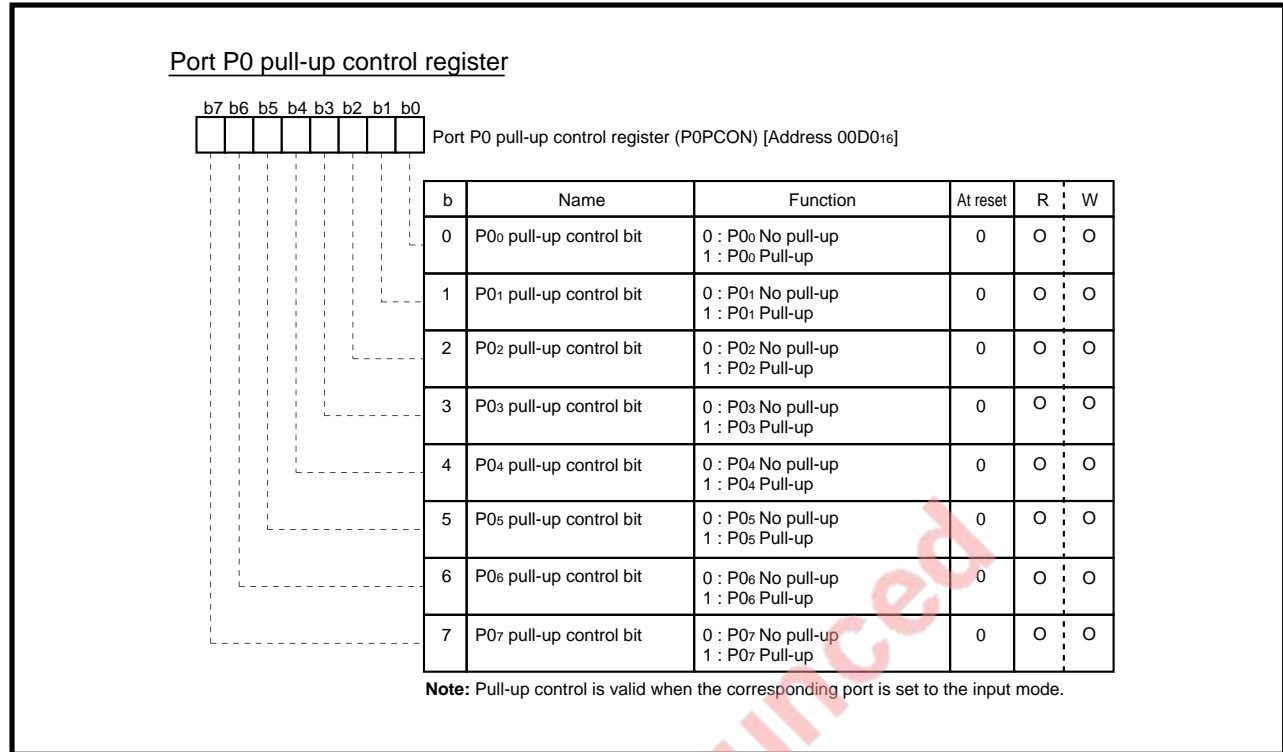 Port P0 pull-up control register
b7 b6 b5 b4 b3 b2 b1 b0
Port P0 pull-up control register (P0PCON) [Address 00D016]
b Name Function At reset R W
0 P00 pull-up control bit 0 : P00 No pull-up 0 O O
1 : P00 Pull-up
1 P01 pull-up control bit 0 : P01 No pull-up 0 O O
1 : P01 Pull-up
2 P02 pull-up control bit 0 : P02 No pull-up 0 O O
1 : P02 Pull-up
3 P03 pull-up control bit 0 : P03 No pull-up 0 O O
1 : P03 Pull-up
4 P04 pull-up control bit 0 : P04 No pull-up 0 O O
1 : P04 Pull-up
5 P05 pull-up control bit 0 : P05 No pull-up 0 O O
1 : P05 Pull-up
6 P06 pull-up control bit 0 : P06 No pull-up 0 O O
1 : P06 Pull-up
7 P07 pull-up control bit 0 : P07 No pull-up 0 O O
1 : P07 Pull-up
Note: Pull-up control is valid when the corresponding port is set to the input mode.
unced